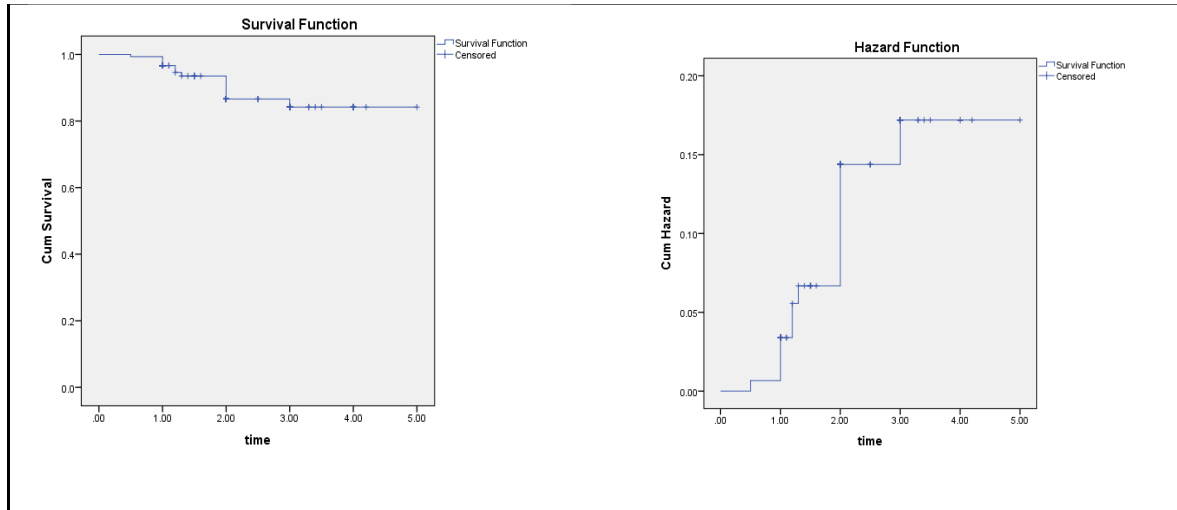 Survival Function
Survival Function
Censored
1.0
0.8
0.6
0.4
0.2
0.0
Cum Survival
.00 1.00 2.00 3.00 4.00 5.00
time
Hazard Function
Survival Function
Censored
0.20
0.15
0.10
0.05
0.00
Cum Hazard
.00 1.00 2.00 3.00 4.00 5.00
time